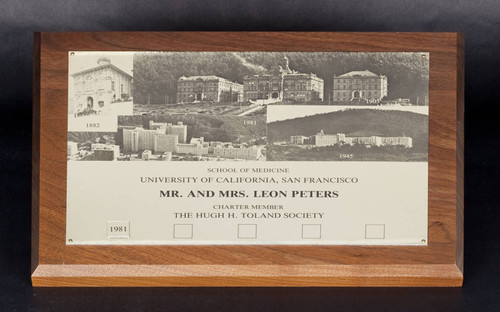 1882
1901
1981
1945
SCHOOL OF MEDICINE
UNIVERSITY OF CALIFORNIA, SAN FRANCISCO
MR. AND MRS. LEON PETERS
CHARTER MEMBER
THE HUGH H. TOLAND SOCIETY
1981